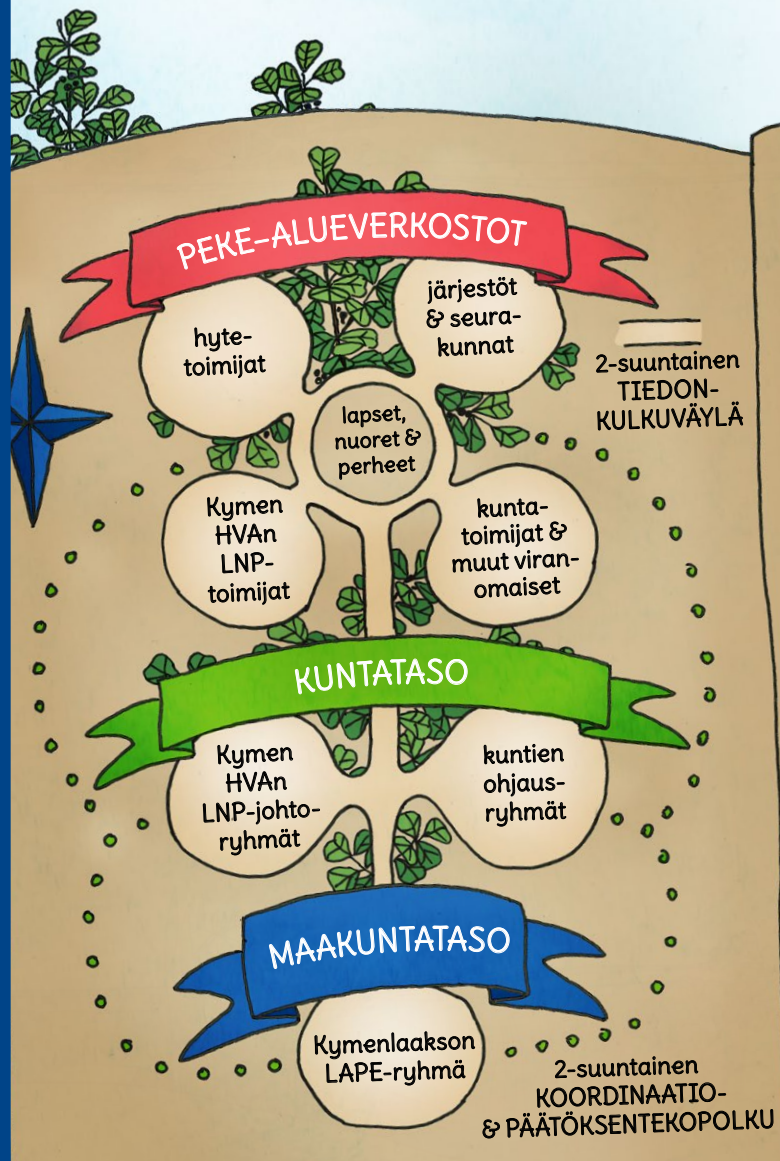 PEKE-ALUEVERKOSTOT
hyte-
toimijat
järjestöt
& seura-
kunnat
2-suuntainen
TIEDON-
KULKUVÄYLÄ
lapset,
nuoret &
perheet
Kymen
HVAn
LNP-
toimijat
kunta-
toimijat &
muut viran-
omaiset
KUNTATASO
Kymen
HVAn
LNP-johto-
ryhmät
kuntien
ohjaus-
ryhmät
MAAKUNTATASO
Kymenlaakson
LAPE-ryhmä
2-suuntainen
KOORDINAATIO-
& PÄÄTÖKSENTEKOPOLKU